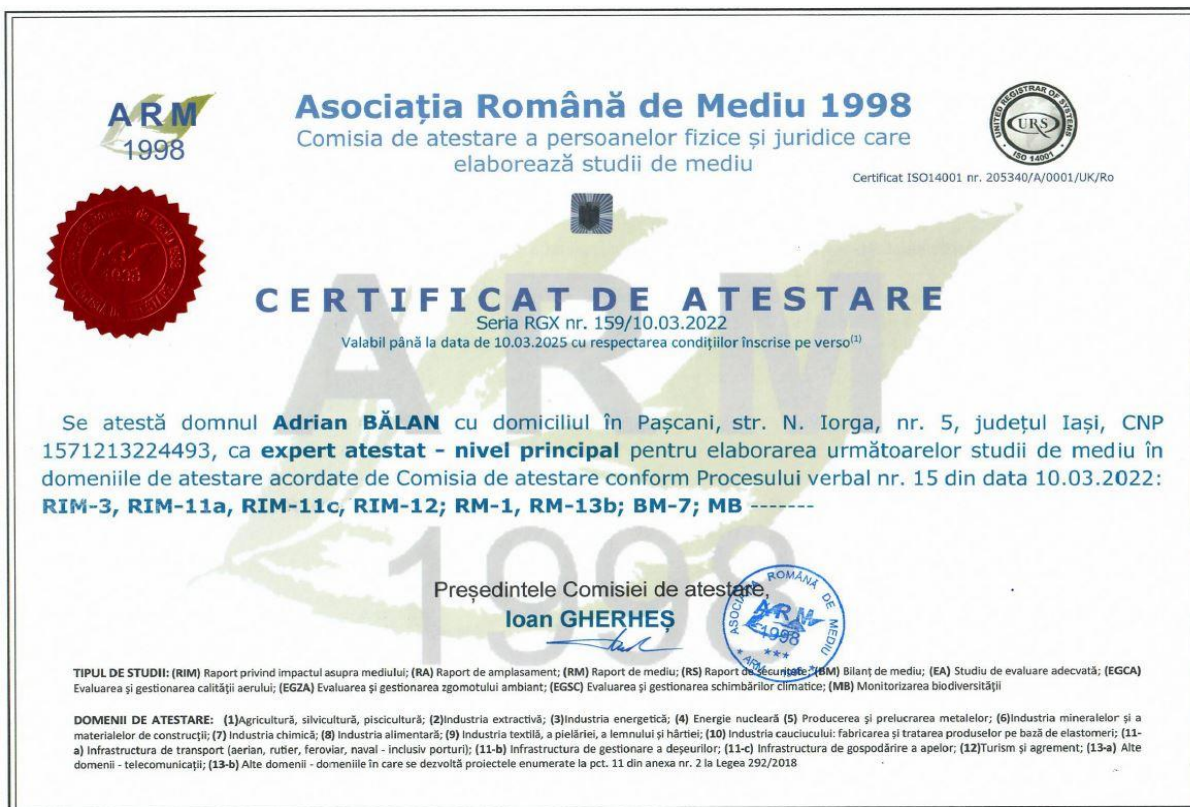 ARM
1998
Asociația Română de Mediu 1998
Comisia de atestare a persoanelor fizice și juridice care
elaborează studii de mediu
UNITED REGISTRAR OF SYSTEMS
URS
ISO 14001
Certificat ISO14001 nr. 205340/A/0001/UK/Ro
CERTIFICAT DE ATESTARE
Seria RGX nr. 159/10.03.2022
Valabil până la data de 10.03.2025 cu respectarea condițiilor înscrise pe verso(1)
Se atestă domnul Adrian BĂLAN cu domiciliul în Pașcani, str. N. Iorga, nr. 5, județul Iași, CNP
1571213224493, ca expert atestat - nivel principal pentru elaborarea următoarelor studii de mediu în
domeniile de atestare acordate de Comisia de atestare conform Procesului verbal nr. 15 din data 10.03.2022:
RIM-3, RIM-11a, RIM-11c, RIM-12; RM-1, RM-13b; BM-7; MB -------
ARM
1998
Președintele Comisiei de atestare,
Ioan GHERHEȘ
ASOCIAȚIA ROMÂNĂ DE MEDIU
ARM
1998
TIPUL DE STUDII: (RIM) Raport privind impactul asupra mediului; (RA) Raport de amplasament; (RM) Raport de mediu; (RS) Raport de securitate; (BM) Bilanț de mediu; (EA) Studiu de evaluare adecvată; (EGCA)
Evaluarea și gestionarea calității aerului; (EGZA) Evaluarea și gestionarea zgomotului ambiant; (EGSC) Evaluarea și gestionarea schimbărilor climatice; (MB) Monitorizarea biodiversității
DOMENII DE ATESTARE: (1)Agricultură, silvicultură, piscicultură; (2)Industria extractivă; (3)Industria energetică; (4) Energie nucleară (5) Producerea și prelucrarea metalelor; (6)Industria mineralelor și a
materialelor de construcții; (7) Industria chimică; (8) Industria alimentară; (9) Industria textilă, a pielăriei, a lemnului și hârtiei; (10) Industria cauciucului: fabricarea și tratarea produselor pe bază de elastomeri; (11-
a) Infrastructura de transport (aerian, rutier, feroviar, naval - inclusiv porturi); (11-b) Infrastructura de gestionare a deșeurilor; (11-c) Infrastructura de gospodărire a apelor; (12)Turism și agrement; (13-a) Alte
domenii - telecomunicații; (13-b) Alte domenii - domeniile în care se dezvoltă proiectele enumerate la pct. 11 din anexa nr. 2 la Legea 292/2018